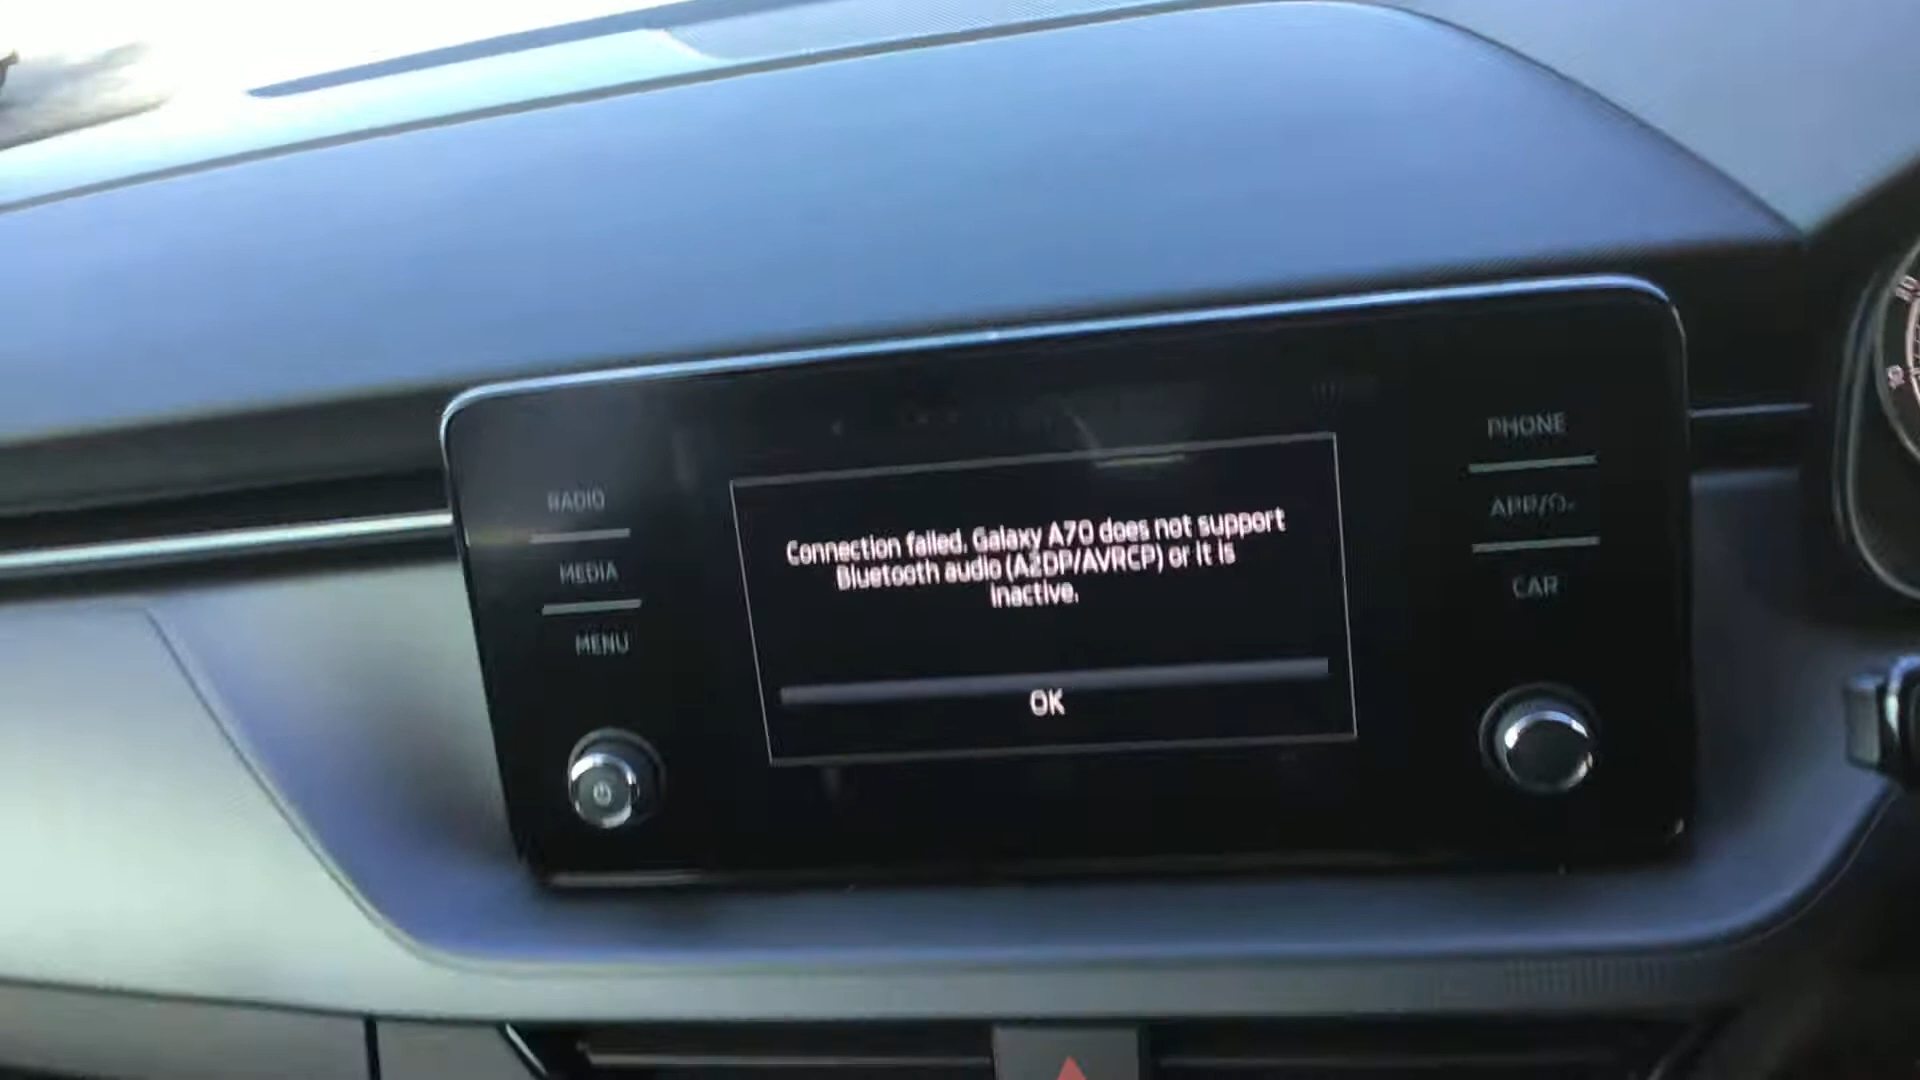 RADIO
MEDIA
MENU
Connection failed. Galaxy A70 does not support
Bluetooth audio (A2DP/AVRCP) or it is
inactive.
OK
PHONE
APP/
CAR